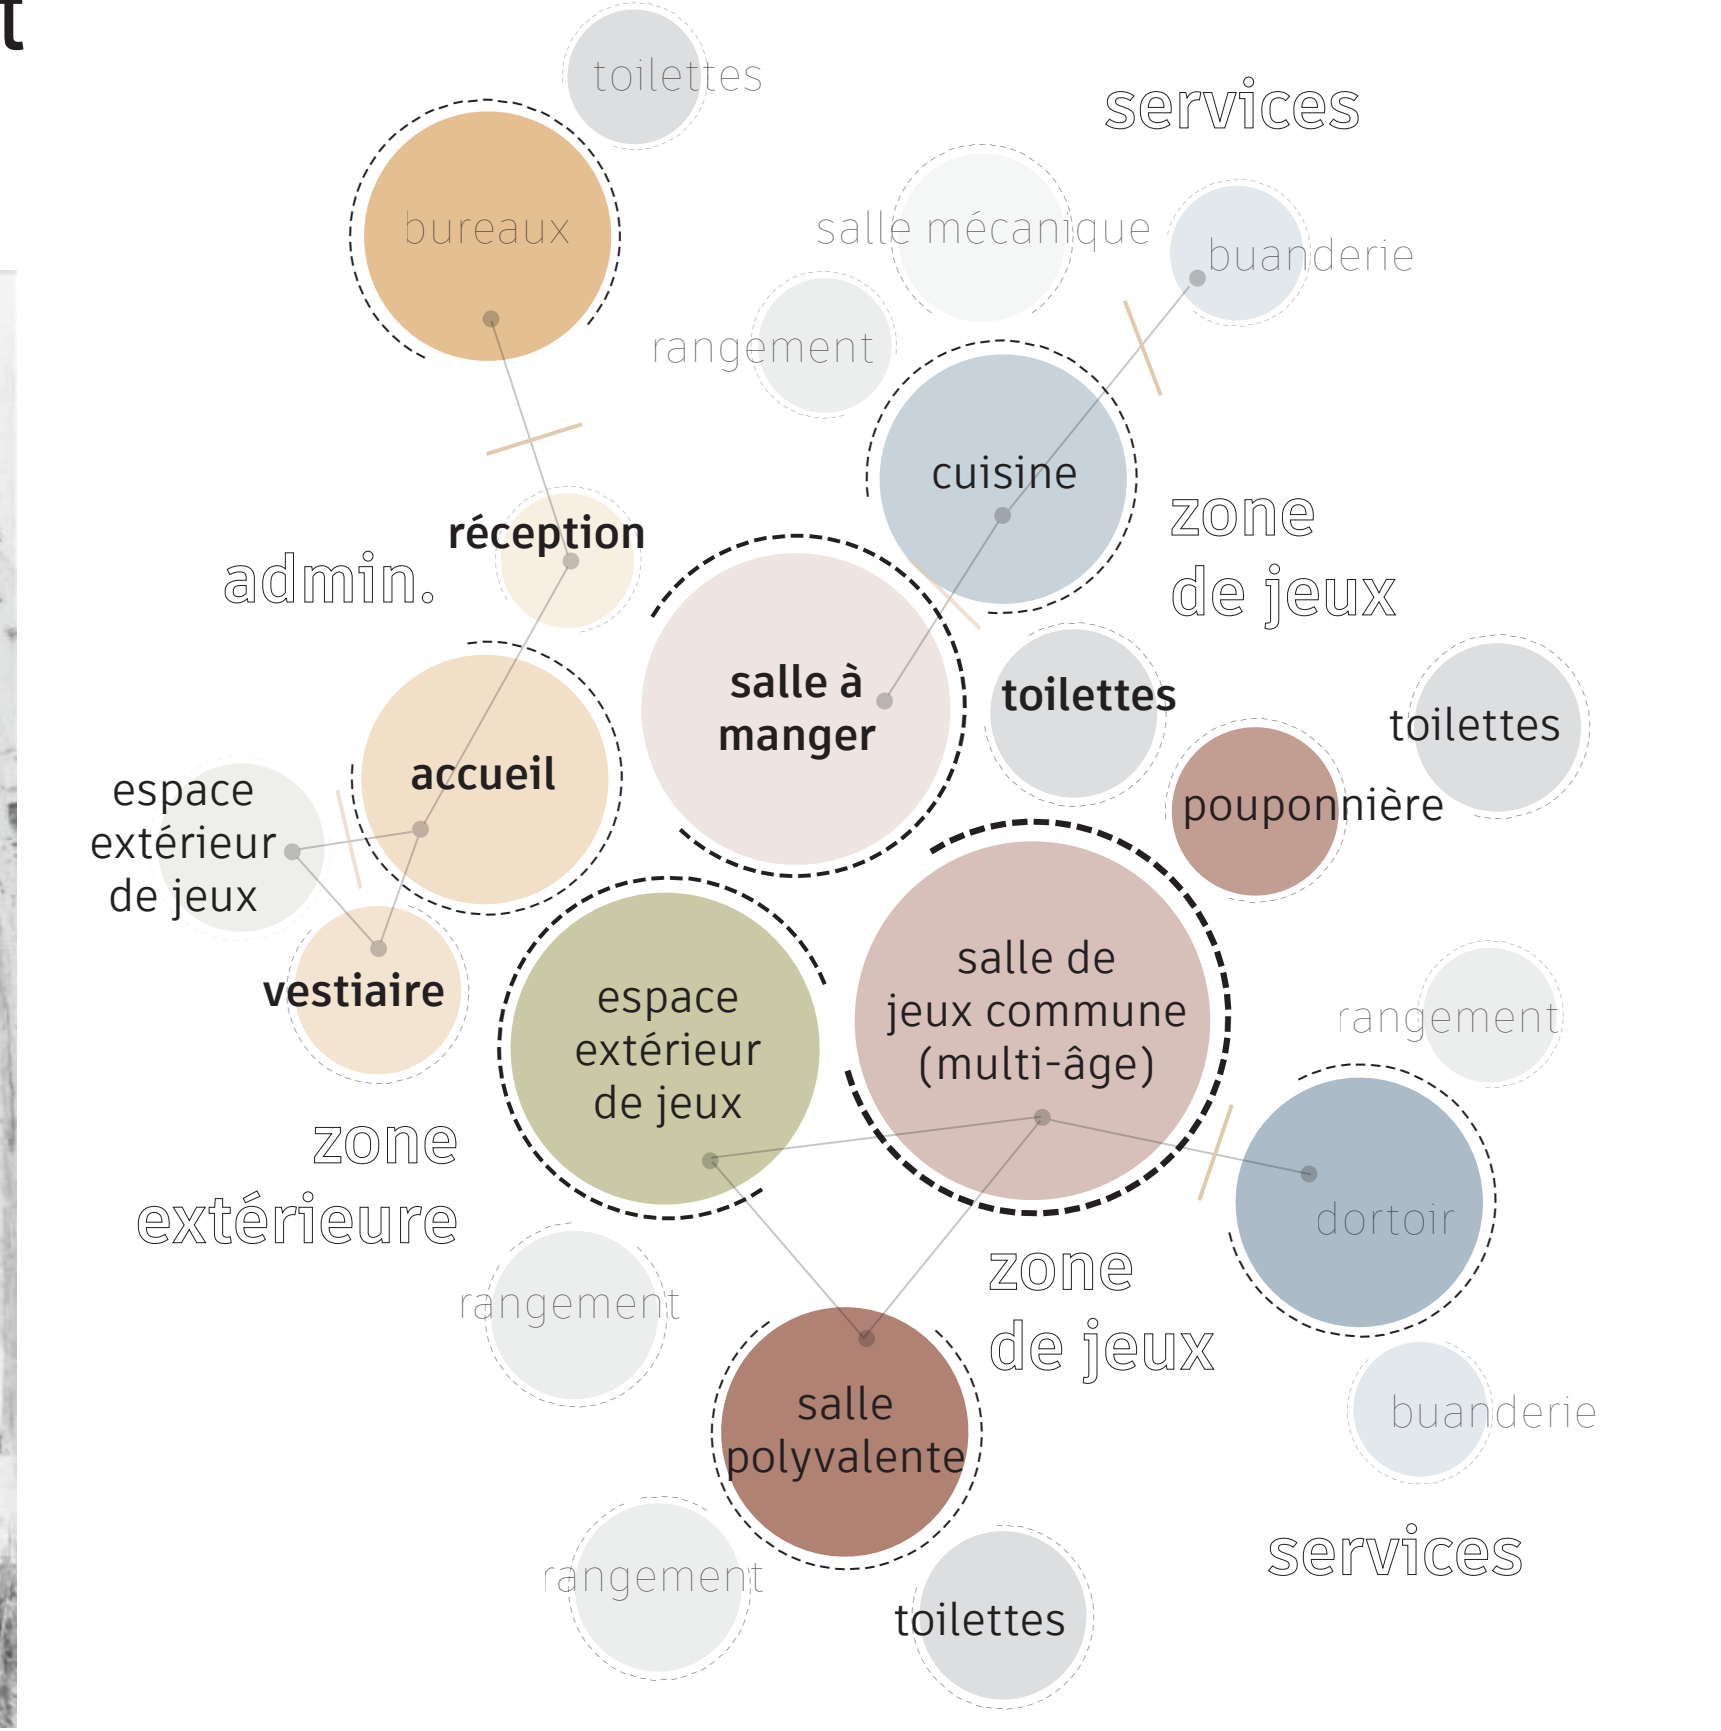 t
toilettes
services
bureaux
salle mécanique
buanderie
rangement
cuisine
zone
de jeux
réception
admin.
salle à
manger
toilettes
toilettes
accueil
pouponnière
espace
extérieur
de jeux
vestiaire
salle de
jeux commune
(multi-âge)
espace
extérieur
de jeux
rangement
zone
extérieure
dortoir
zone
de jeux
rangement
salle
polyvalente
buanderie
services
rangement
toilettes